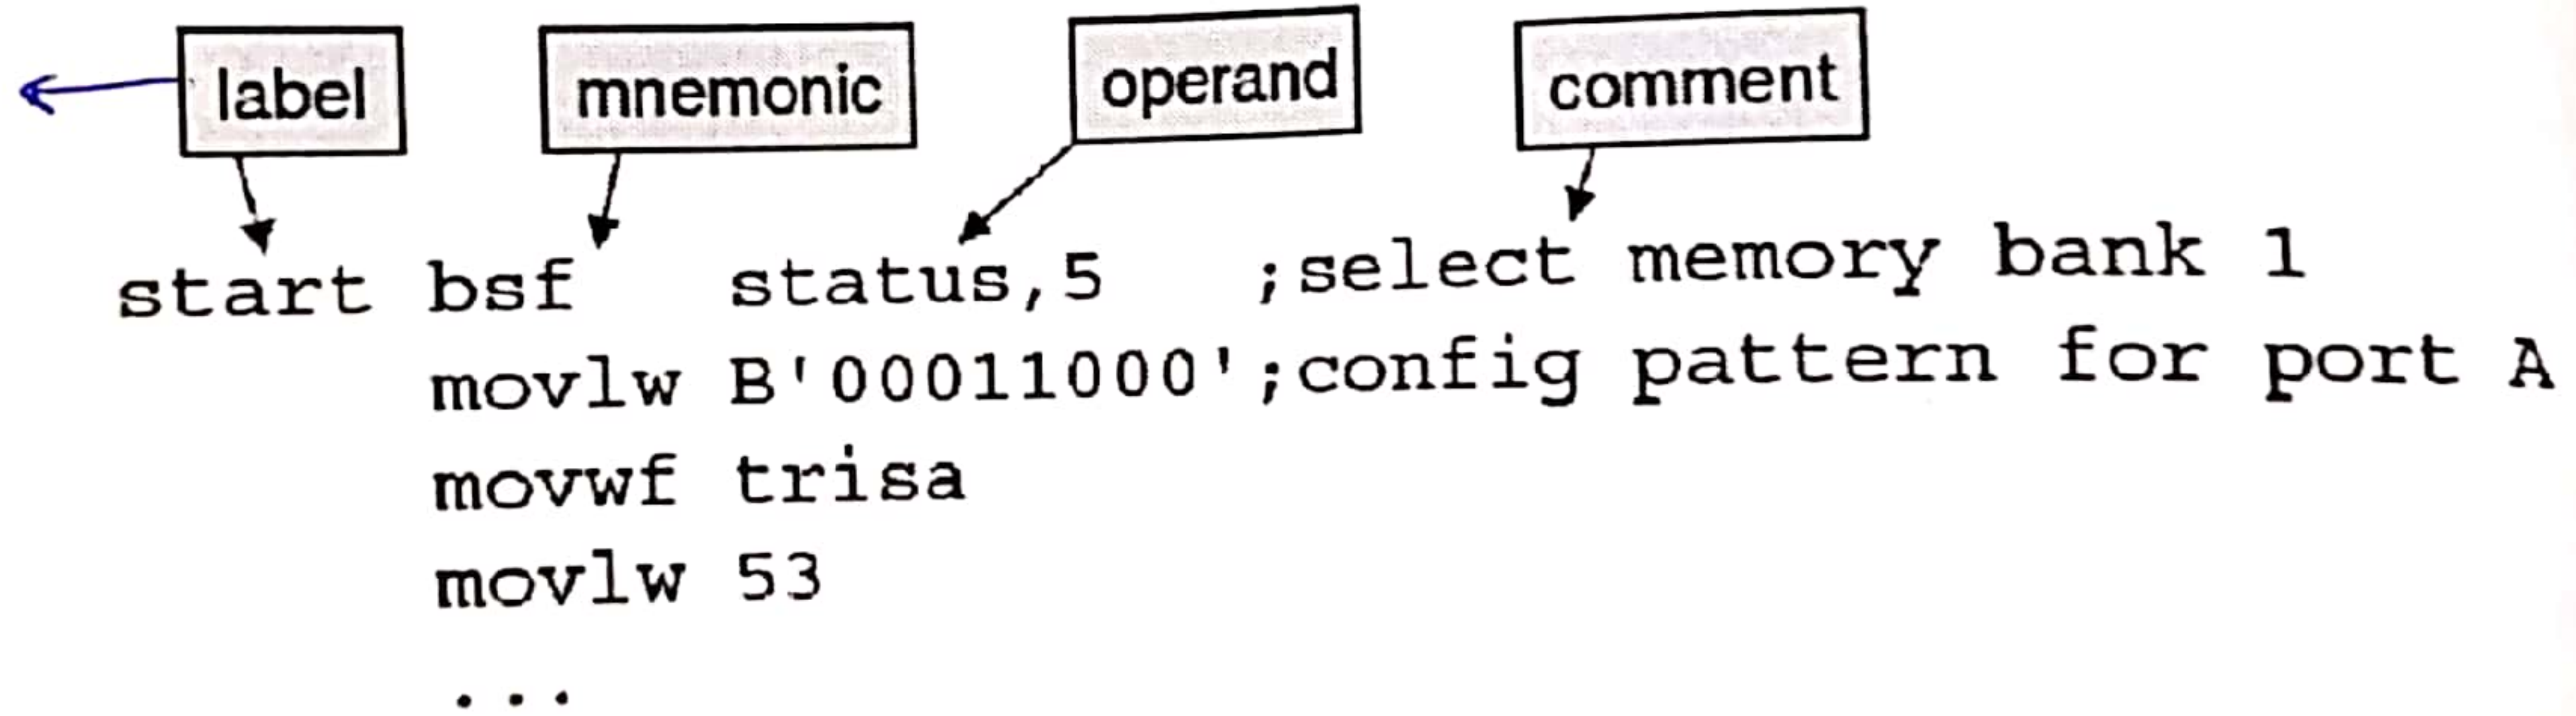 label mnemonic operand comment
start bsf status,5 ;select memory bank 1
movlw B'00011000';config pattern for port A
movwf trisa
movlw 53
...